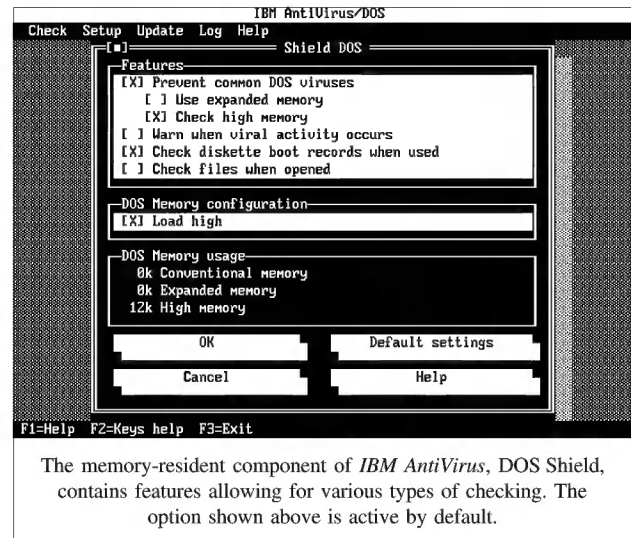 IBM AntiVirus/DOS
Check Setup Update Log Help
[■] Shield DOS
Features
[X] Prevent common DOS viruses
[ ] Use expanded memory
[X] Check high memory
[ ] Warn when viral activity occurs
[X] Check diskette boot records when used
[ ] Check files when opened
DOS Memory configuration
[X] Load high
DOS Memory usage
0k Conventional memory
0k Expanded memory
12k High memory
OK Default settings
Cancel Help
F1=Help F2=Keys help F3=Exit
The memory-resident component of IBM AntiVirus, DOS Shield,
contains features allowing for various types of checking. The
option shown above is active by default.